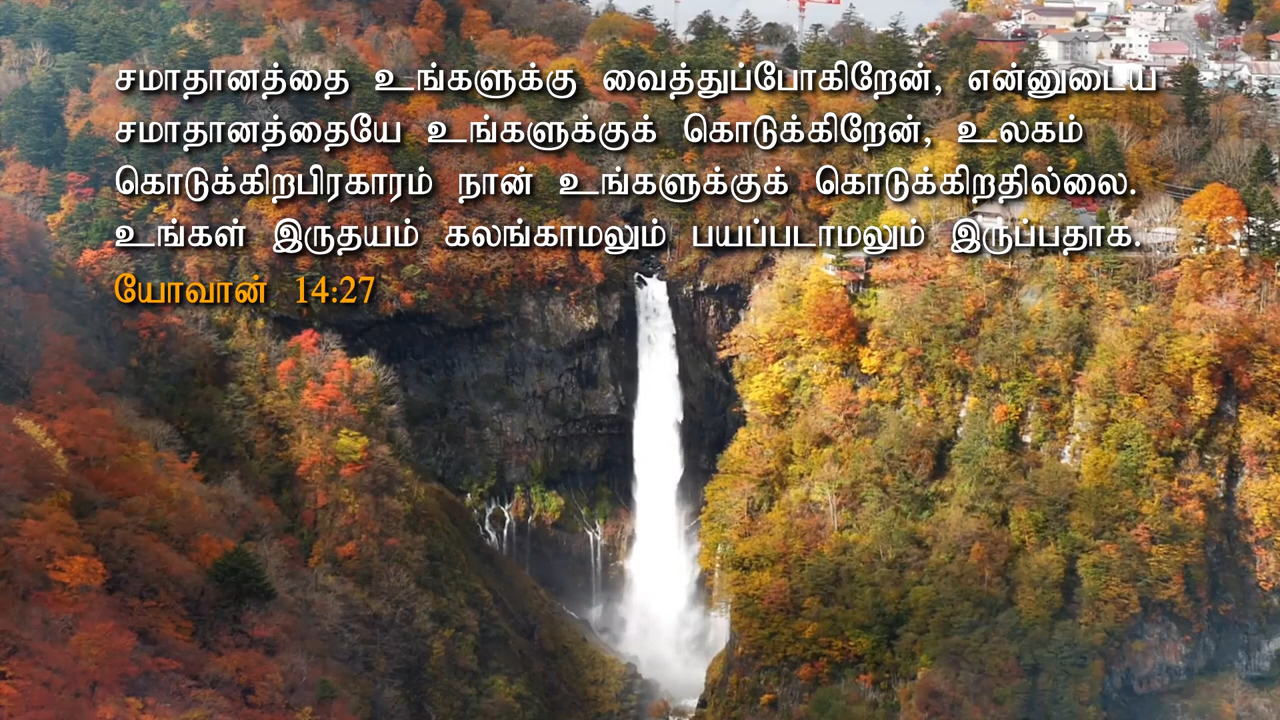 சமாதானத்தை உங்களுக்கு வைத்துப்போகிறேன், என்னுடைய
சமாதானத்தையே உங்களுக்குக் கொடுக்கிறேன், உலகம்
கொடுக்கிறபிரகாரம் நான் உங்களுக்குக் கொடுக்கிறதில்லை.
உங்கள் இருதயம் கலங்காமலும் பயப்படாமலும் இருப்பதாக.
யோவான் 14:27